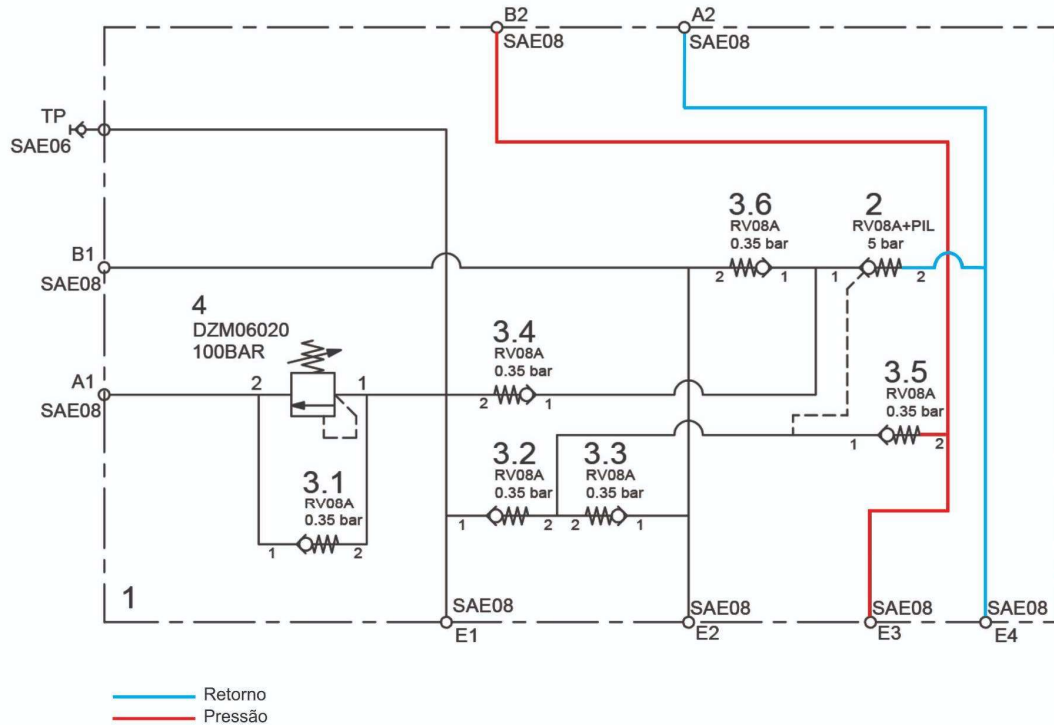 B2
A2
SAE08
SAE08
TP
SAE06
3.6
RV08A
0.35 bar
2
RV08A+PIL
5 bar
B1
SAE08
2
1
1
2
4
DZM06020
100BAR
3.4
RV08A
0.35 bar
A1
SAE08
2
1
2
1
3.5
RV08A
0.35 bar
1
2
3.2
RV08A
0.35 bar
3.3
RV08A
0.35 bar
3.1
RV08A
0.35 bar
1
2
2
1
1
2
1
SAE08
SAE08
SAE08
SAE08
E1
E2
E3
E4
Retorno
Pressão